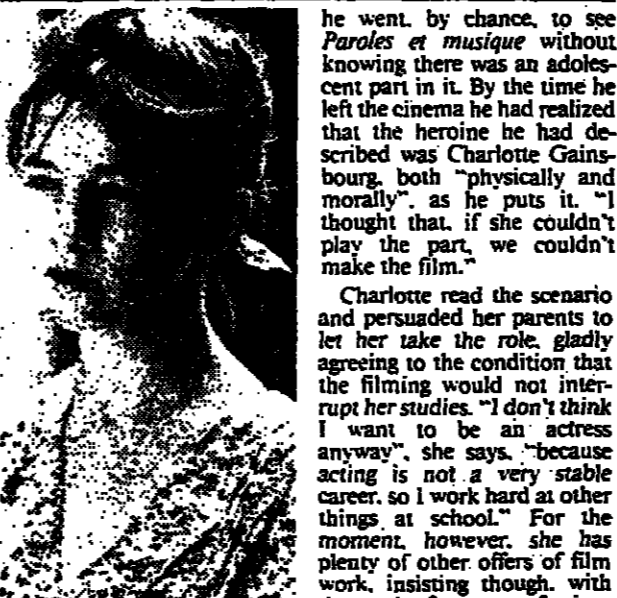 he went, by chance, to see
Paroles et musique without
knowing there was an adoles-
cent part in it. By the time he
left the cinema he had realized
that the heroine he had de-
scribed was Charlotte Gains-
bourg, both "physically and
morally", as he puts it. "I
thought that, if she couldn't
play the part, we couldn't
make the film."
Charlotte read the scenario
and persuaded her parents to
let her take the role, gladly
agreeing to the condition that
the filming would not inter-
rupt her studies. "I don't think
I want to be an actress
anyway", she says, "because
acting is not a very stable
career, so I work hard at other
things at school." For the
moment, however, she has
plenty of other offers of film
work, insisting though, with